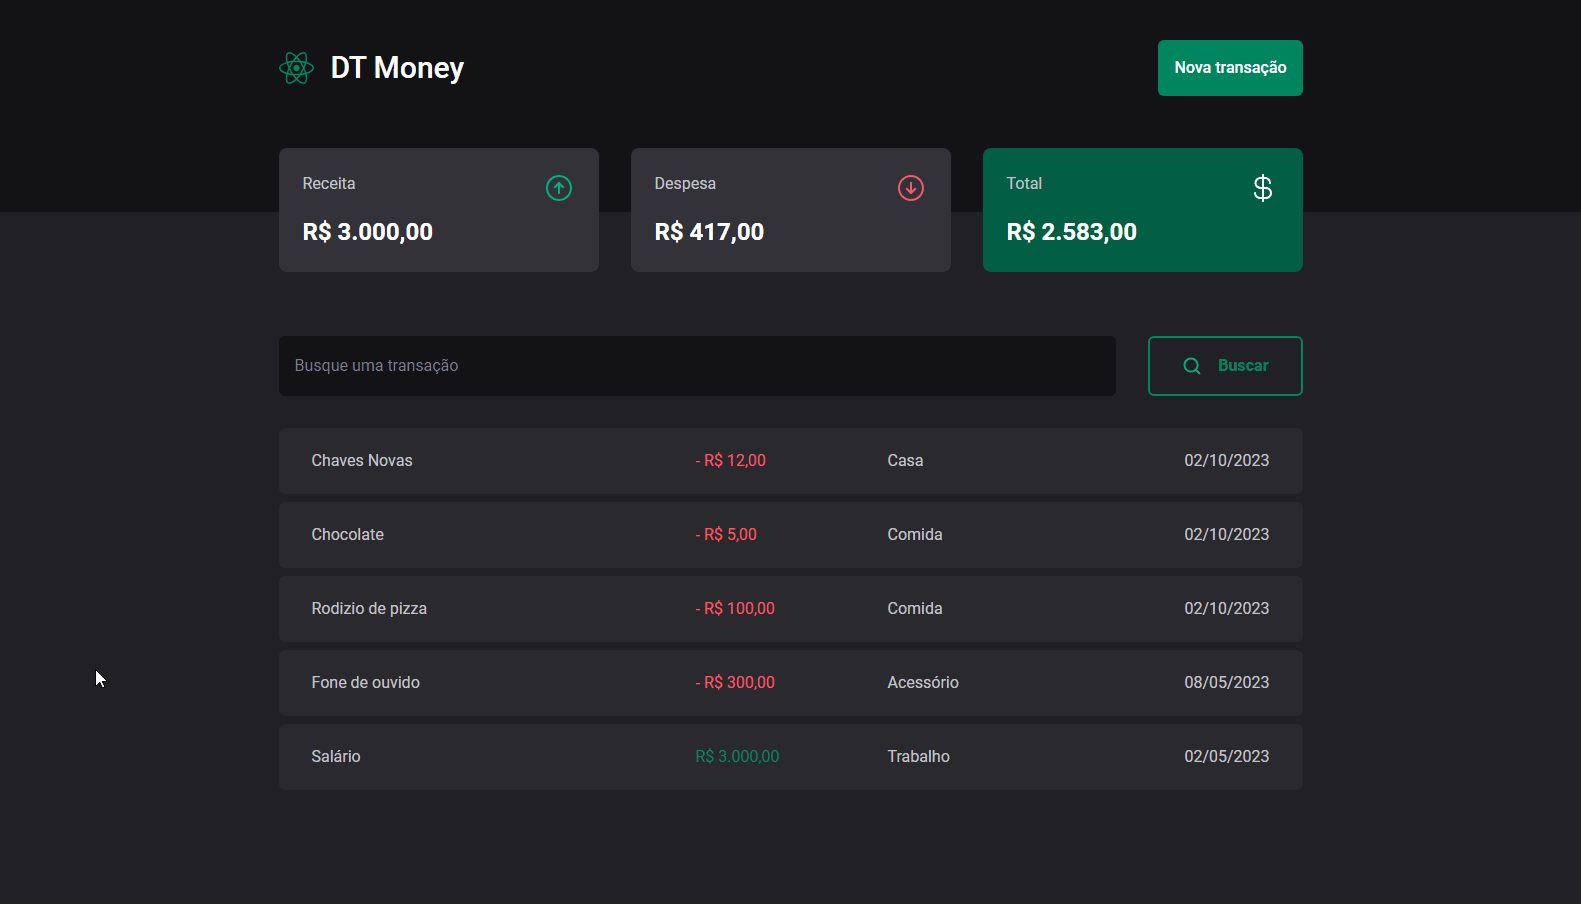 DT Money
Nova transação
Receita
R$ 3.000,00
Despesa
R$ 417,00
Total
R$ 2.583,00
Busque uma transação
Buscar
Chaves Novas - R$ 12,00 Casa 02/10/2023
Chocolate - R$ 5,00 Comida 02/10/2023
Rodizio de pizza - R$ 100,00 Comida 02/10/2023
Fone de ouvido - R$ 300,00 Acessório 08/05/2023
Salário R$ 3.000,00 Trabalho 02/05/2023